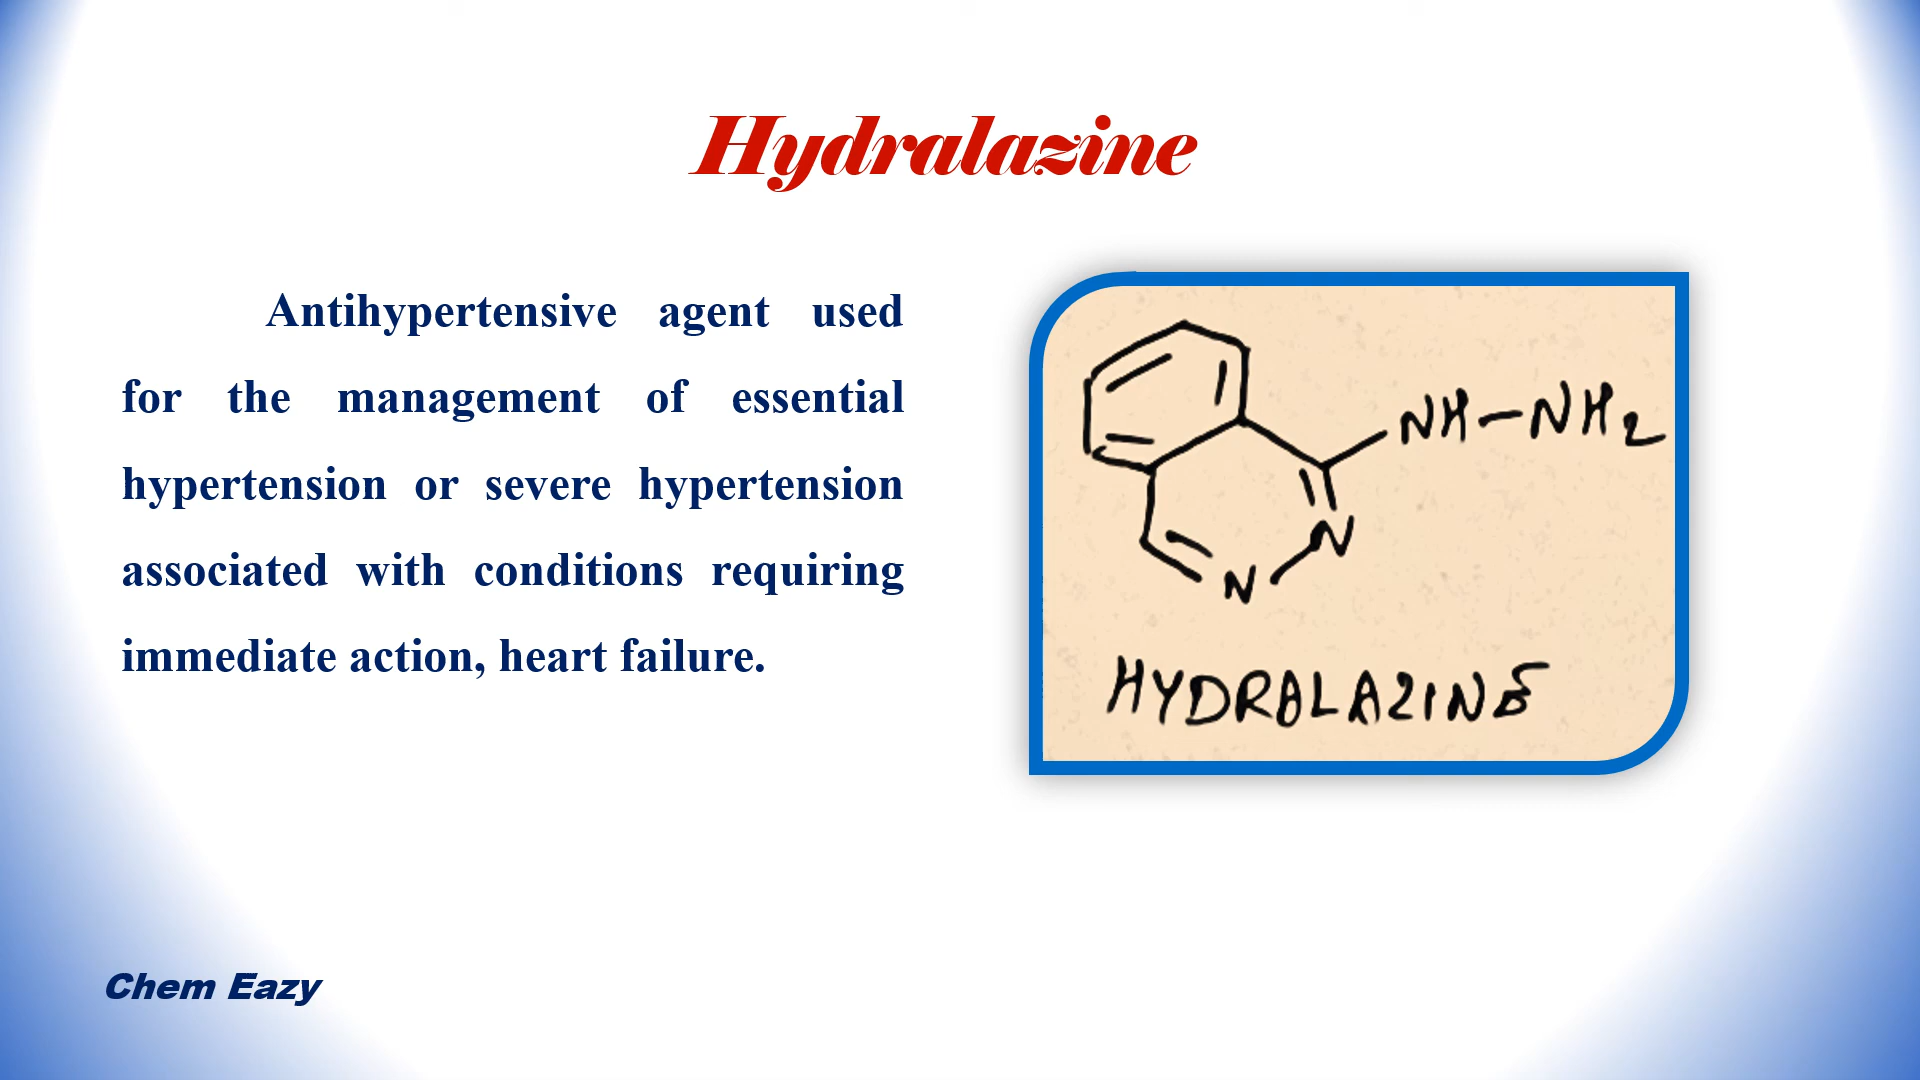 Hydralazine
Antihypertensive agent used
for the management of essential
hypertension or severe hypertension
associated with conditions requiring
immediate action, heart failure.
NH-NH2
N
N
HYDRALAZINE
Chem Eazy